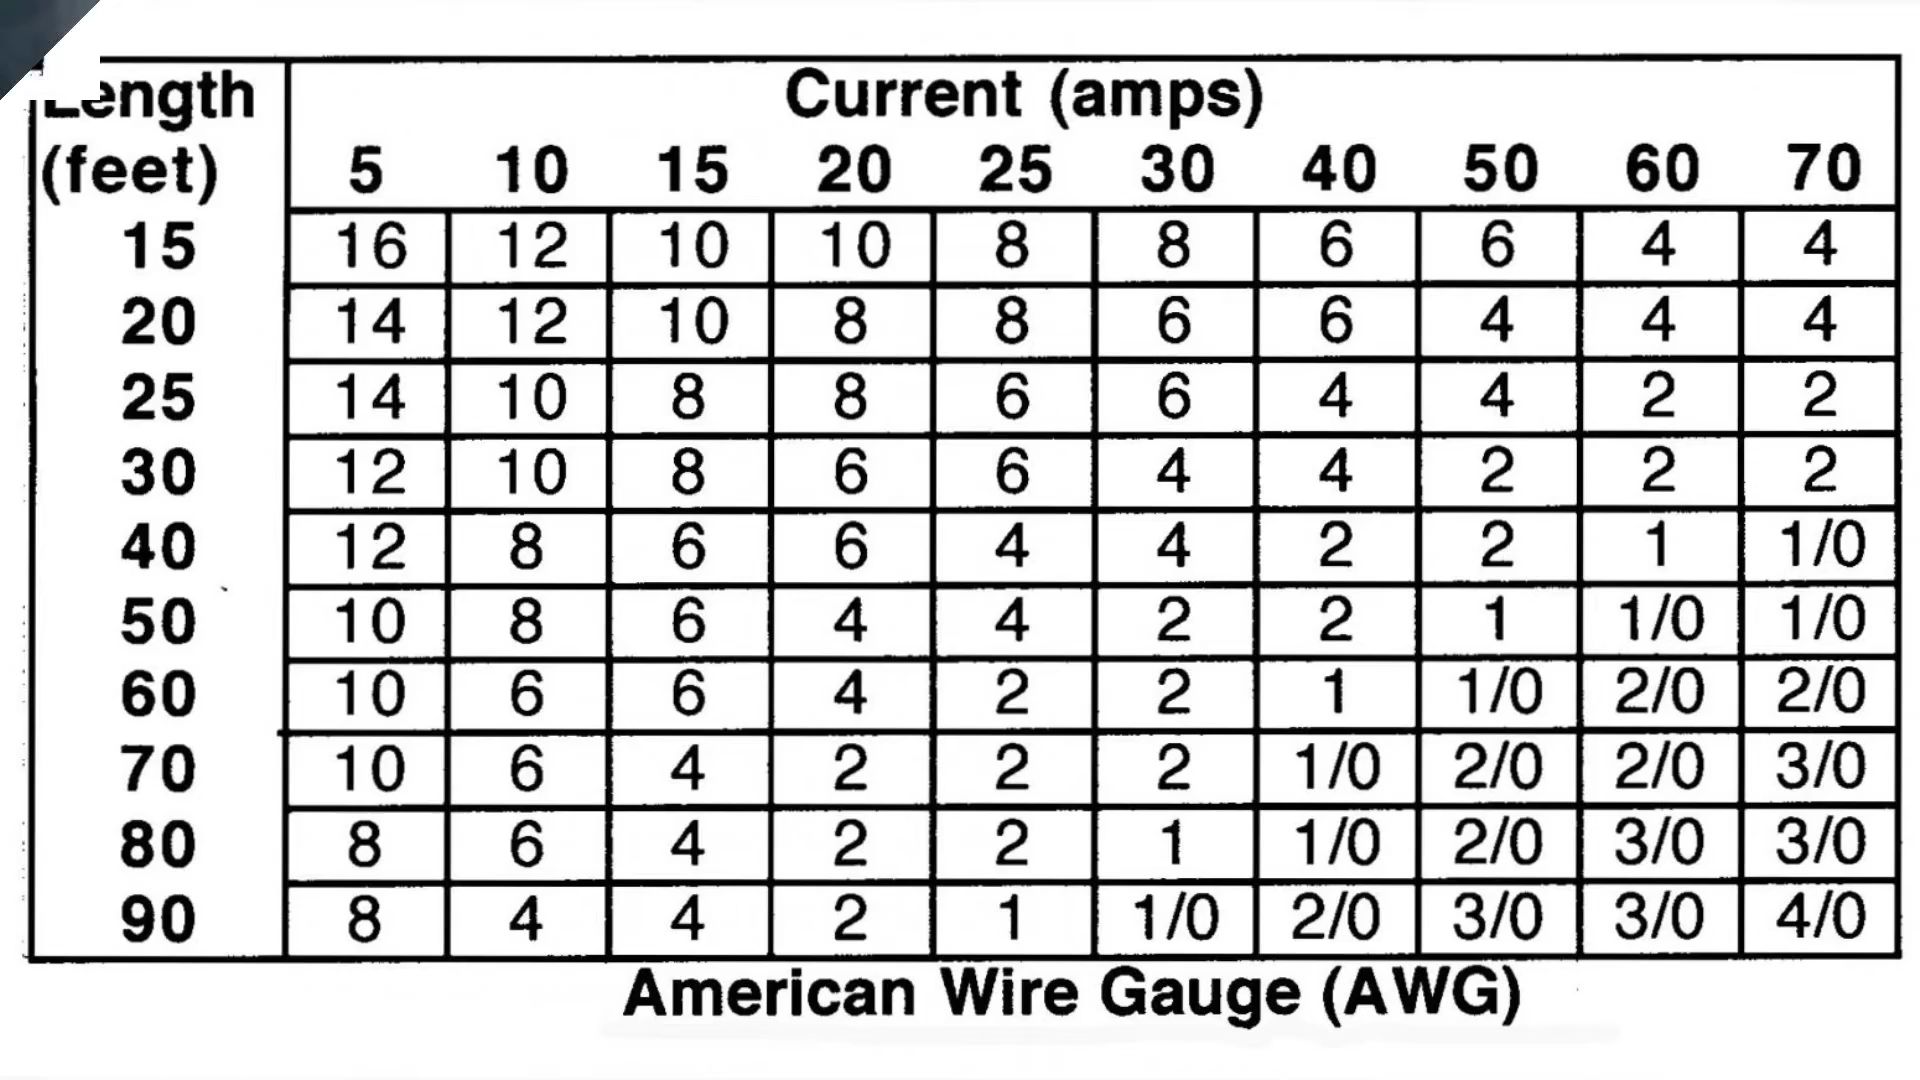 Length Current (amps)
(feet) 5 10 15 20 25 30 40 50 60 70
15 16 12 10 10 8 8 6 6 4 4
20 14 12 10 8 8 6 6 4 4 4
25 14 10 8 8 6 6 4 4 2 2
30 12 10 8 6 6 4 4 2 2 2
40 12 8 6 6 4 4 2 2 1 1/0
50 10 8 6 4 4 2 2 1 1/0 1/0
60 10 6 6 4 2 2 1 1/0 2/0 2/0
70 10 6 4 2 2 2 1/0 2/0 2/0 3/0
80 8 6 4 2 2 1 1/0 2/0 3/0 3/0
90 8 4 4 2 1 1/0 2/0 3/0 3/0 4/0
American Wire Gauge (AWG)